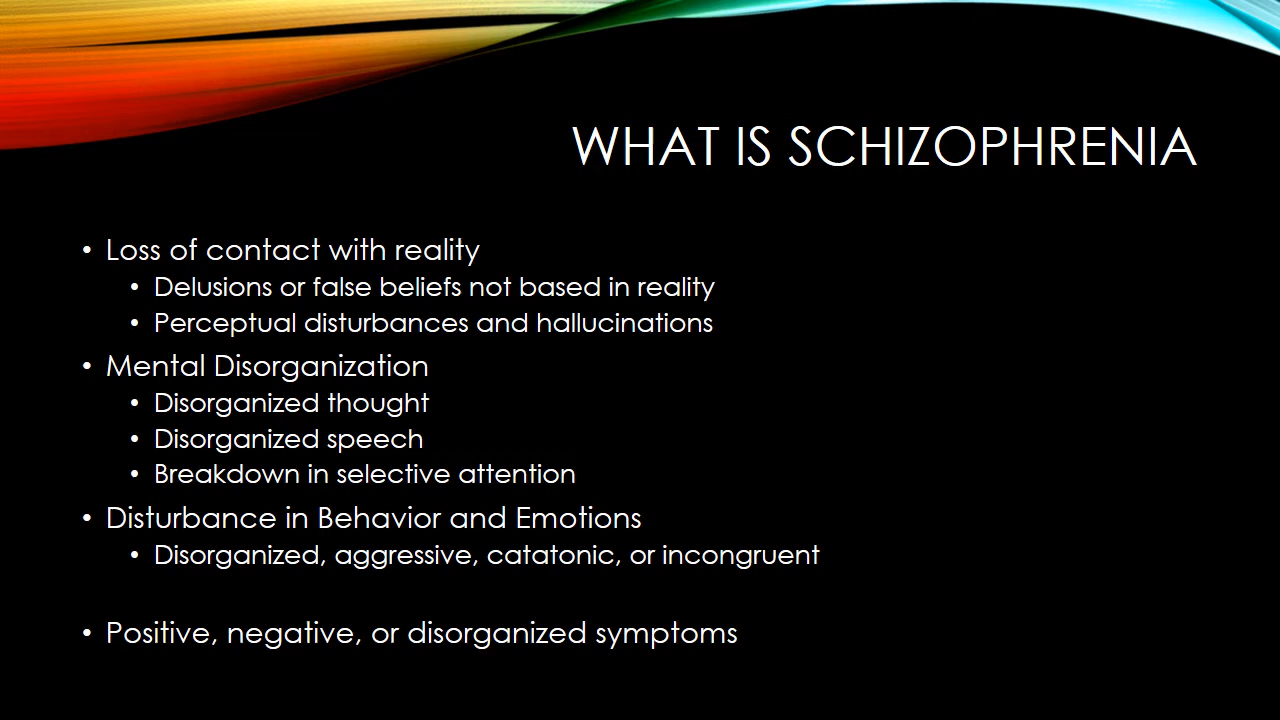 WHAT IS SCHIZOPHRENIA
• Loss of contact with reality
• Delusions or false beliefs not based in reality
• Perceptual disturbances and hallucinations
• Mental Disorganization
• Disorganized thought
• Disorganized speech
• Breakdown in selective attention
• Disturbance in Behavior and Emotions
• Disorganized, aggressive, catatonic, or incongruent
• Positive, negative, or disorganized symptoms